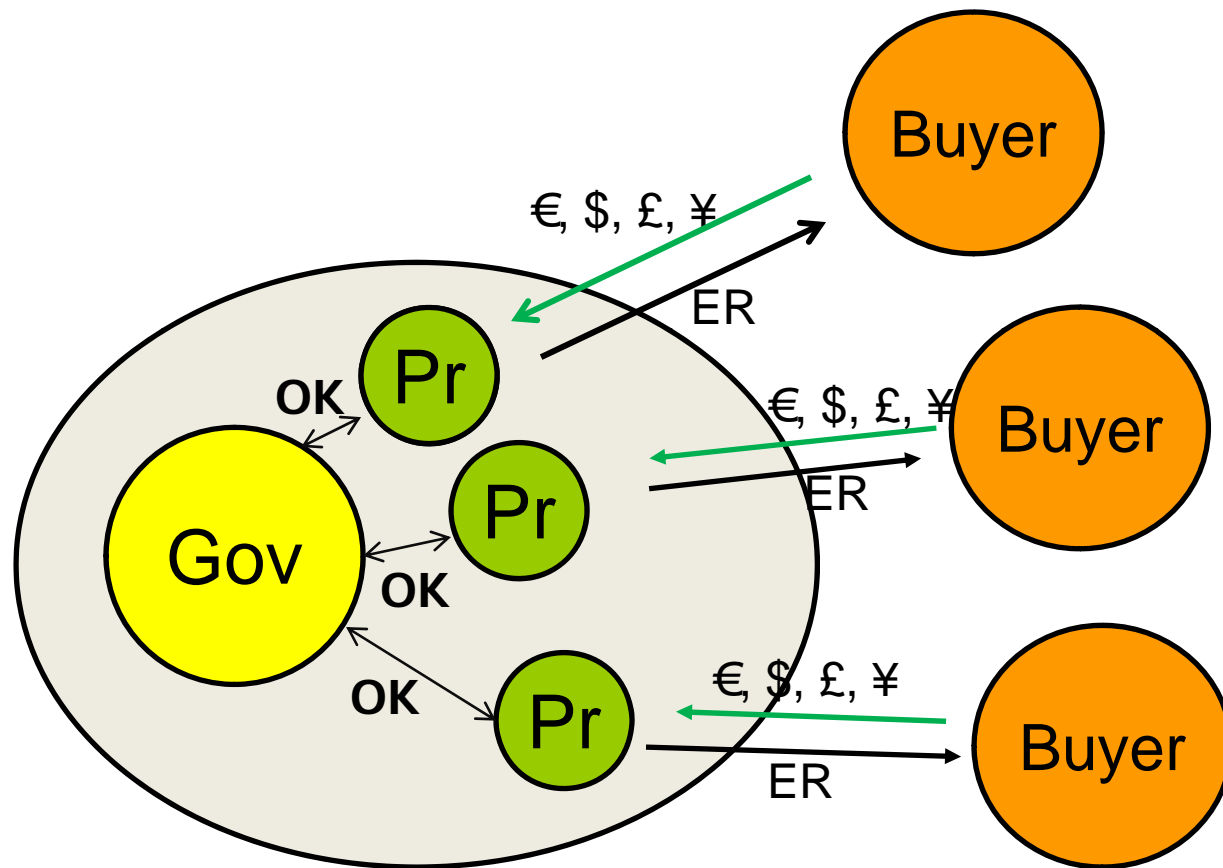 Buyer
€, $, £, ¥
ER
Pr
OK
€, $, £, ¥
Buyer
ER
Pr
Gov
OK
€, $, £, ¥
OK
Pr
Buyer
ER